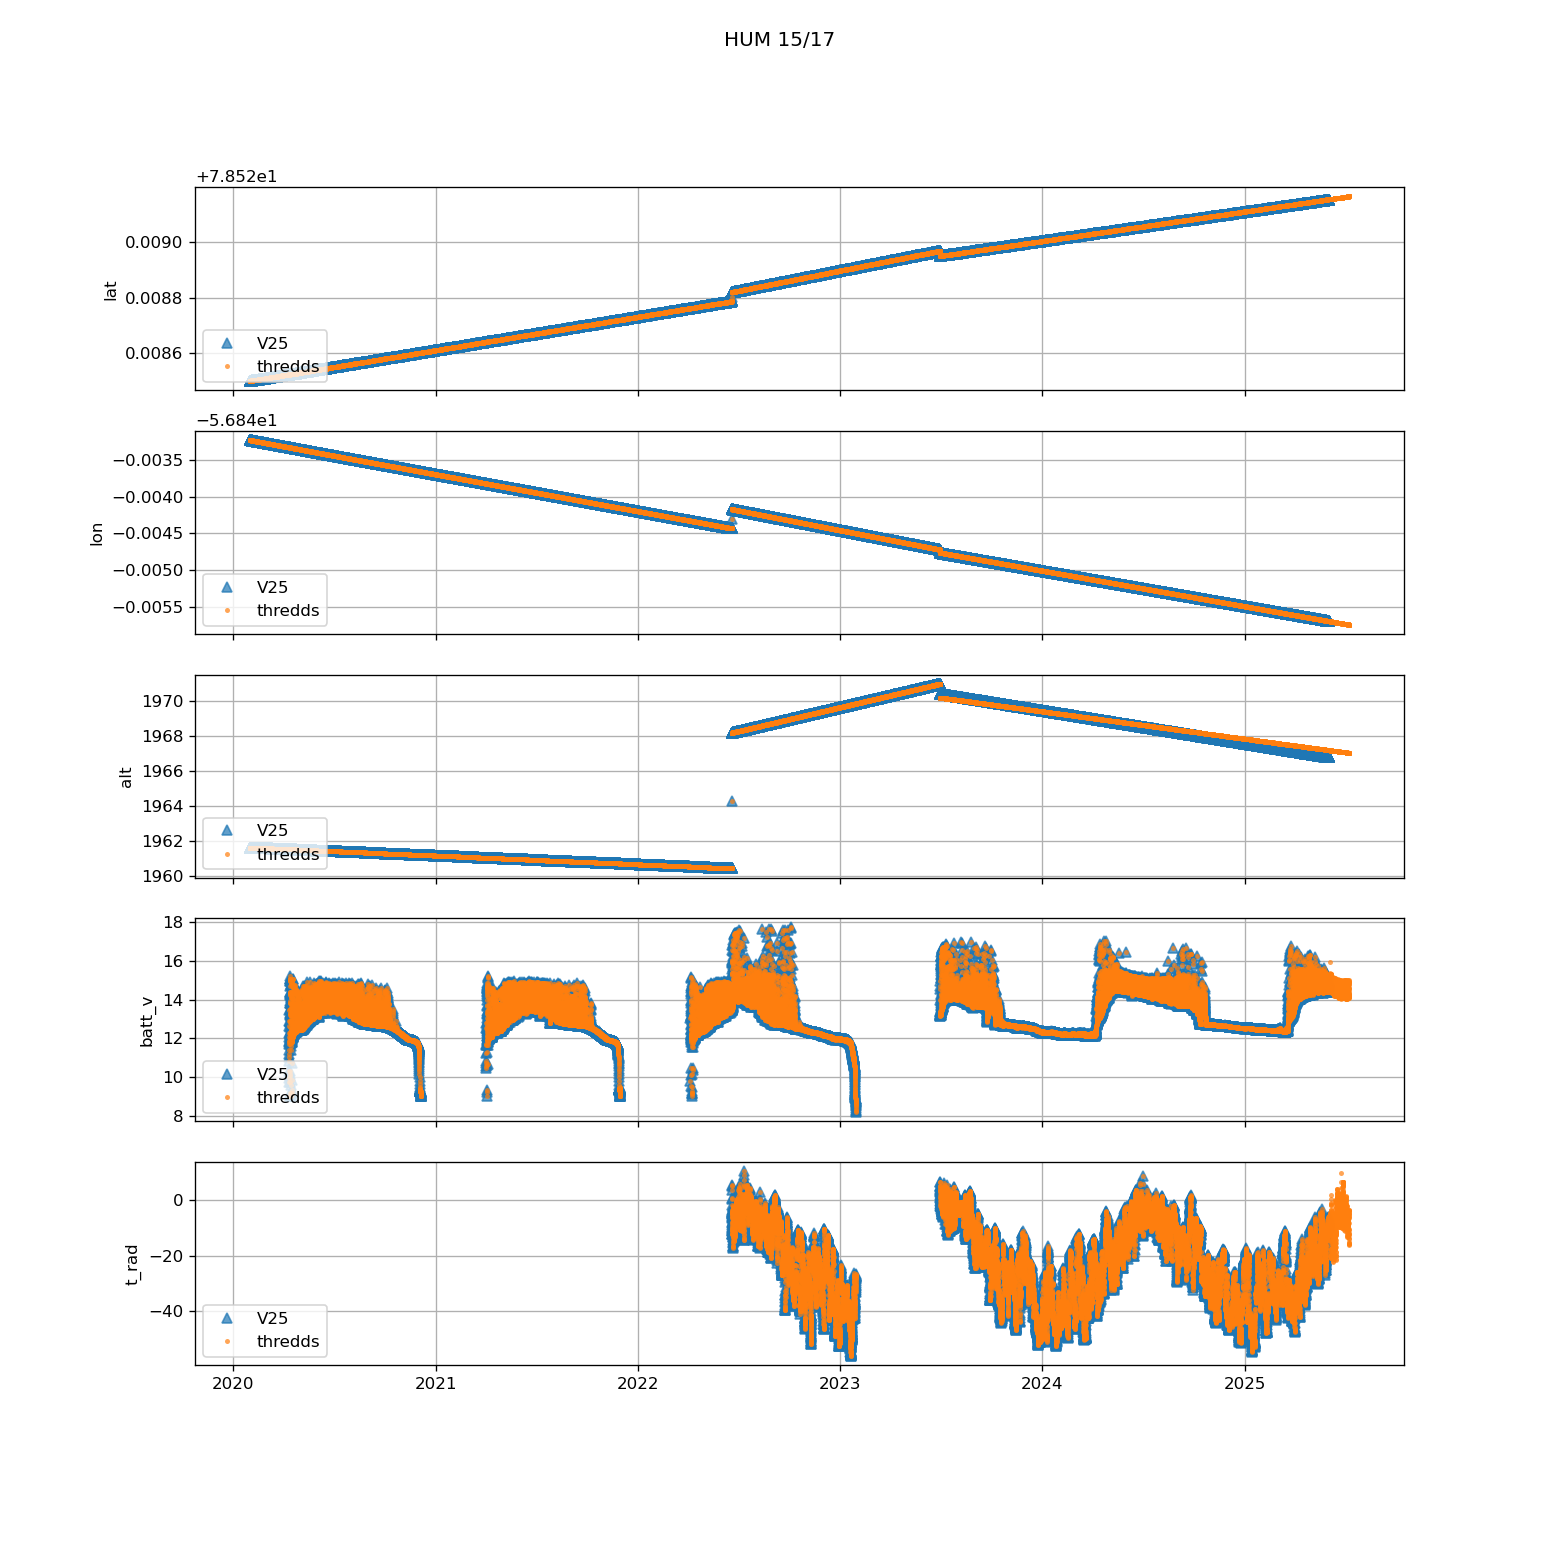 HUM 15/17
+7.852e1
0.0090
0.0088
0.0086
lat
V25
thredds
−5.684e1
−0.0035
−0.0040
−0.0045
−0.0050
−0.0055
lon
V25
thredds
1970
1968
1966
1964
1962
1960
alt
V25
thredds
18
16
14
12
10
8
batt_v
V25
thredds
0
−20
−40
t_rad
V25
thredds
2020 2021 2022 2023 2024 2025